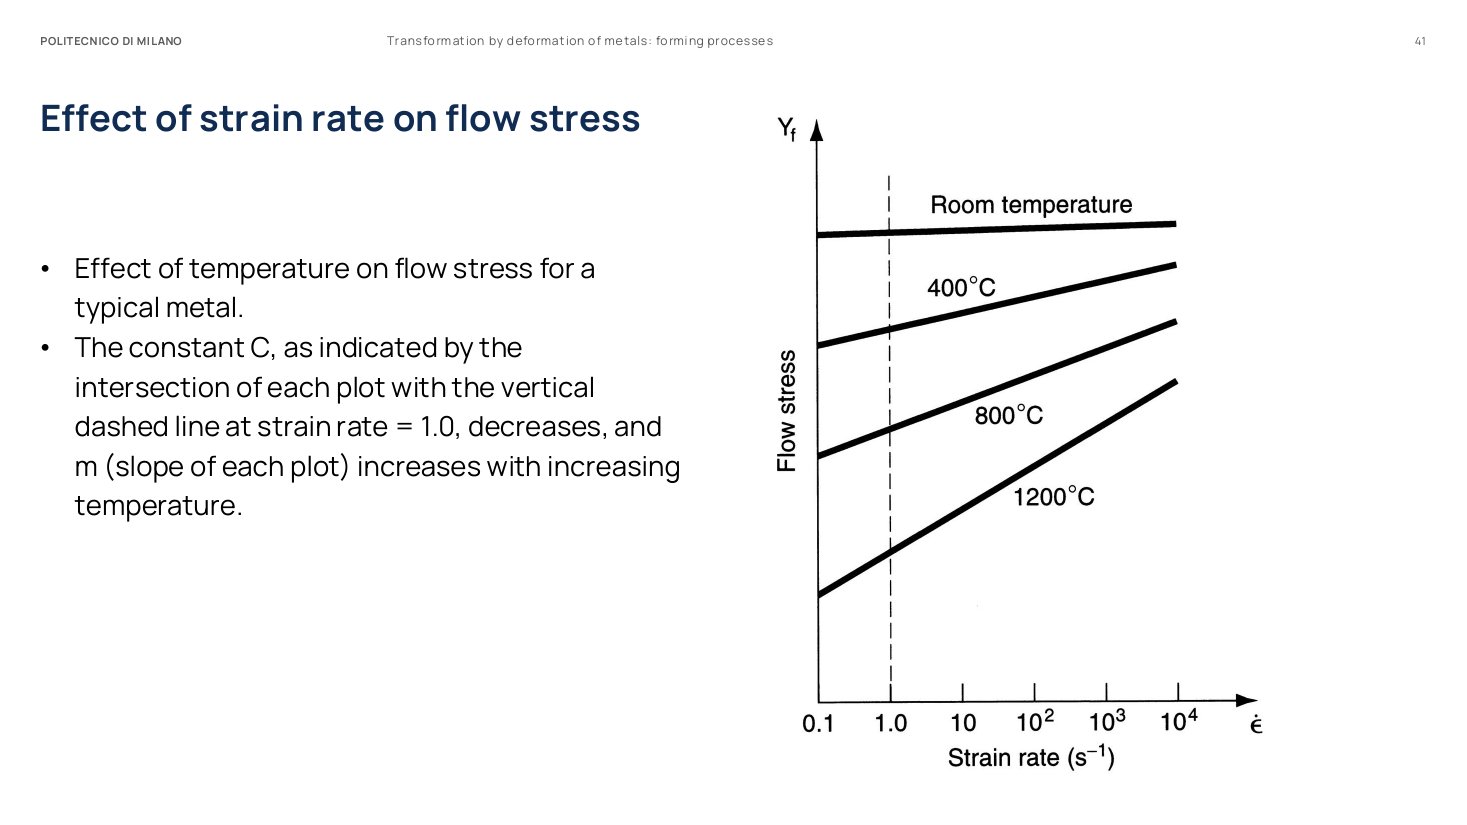 POLITECNICO DI MILANO
Transformation by deformation of metals: forming processes
41
Effect of strain rate on flow stress
• Effect of temperature on flow stress for a
typical metal.
• The constant C, as indicated by the
intersection of each plot with the vertical
dashed line at strain rate = 1.0, decreases, and
m (slope of each plot) increases with increasing
temperature.
Yf
Room temperature
400°C
800°C
1200°C
Flow stress
0.1 1.0 10 10² 10³ 10⁴ ε̇
Strain rate (s⁻¹)